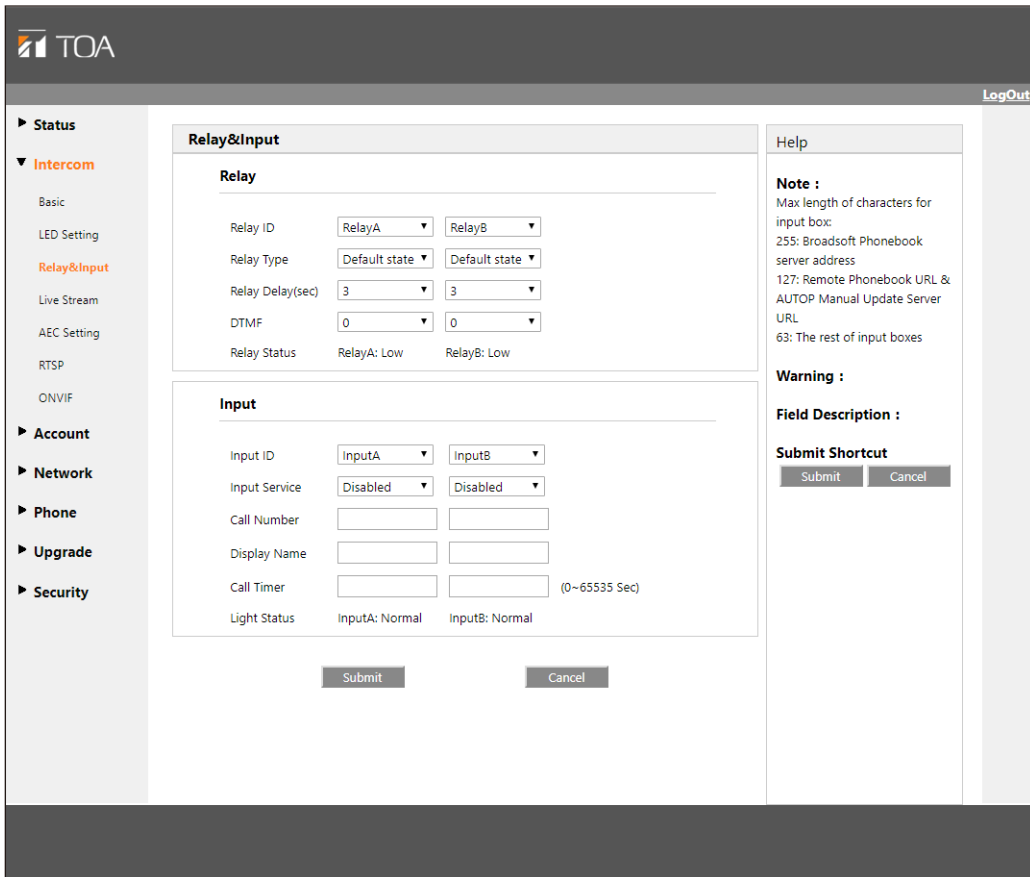 TOA
LogOut
Status
Intercom
Basic
LED Setting
Relay&Input
Live Stream
AEC Setting
RTSP
ONVIF
Account
Network
Phone
Upgrade
Security
Relay&Input
Relay
Relay ID RelayA RelayB
Relay Type Default state Default state
Relay Delay(sec) 3 3
DTMF 0 0
Relay Status RelayA: Low RelayB: Low
Input
Input ID InputA InputB
Input Service Disabled Disabled
Call Number
Display Name
Call Timer (0~65535 Sec)
Light Status InputA: Normal InputB: Normal
Submit Cancel
Help
Note :
Max length of characters for
input box:
255: Broadsoft Phonebook
server address
127: Remote Phonebook URL &
AUTOP Manual Update Server
URL
63: The rest of input boxes
Warning :
Field Description :
Submit Shortcut
Submit Cancel